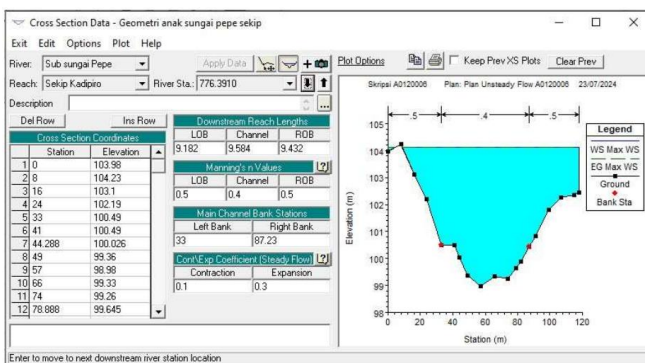 Cross Section Data - Geometri anak sungai pepe sekip
Exit Edit Options Plot Help
River: Sub sungai Pepe Apply Data Plot Options Keep Prev XS Plots Clear Prev
Reach: Sekip Kadipiro River Sta.: 776.3910
Description ...
Del Row Ins Row
Cross Section Coordinates
Station Elevation
1 0 103.98
2 8 104.23
3 16 103.1
4 24 102.19
5 33 100.49
6 41 100.49
7 44.288 100.026
8 49 99.36
9 57 98.98
10 66 99.33
11 74 99.26
12 78.888 99.645
Downstream Reach Lengths
LOB Channel ROB
9.182 9.584 9.432
Manning's n Values ?
LOB Channel ROB
0.5 0.4 0.5
Main Channel Bank Stations
Left Bank Right Bank
33 87.23
Cont\Exp Coefficient (Steady Flow) ?
Contraction Expansion
0.1 0.3
Enter to move to next downstream river station location
Skripsi A0120006 Plan: Plan Unsteady Flow A0120006 23/07/2024
.5 .4 .5
Elevation (m)
105
104
103
102
101
100
99
98
0 20 40 60 80 100 120
Station (m)
Legend
WS Max WS
EG Max WS
Ground
Bank Sta